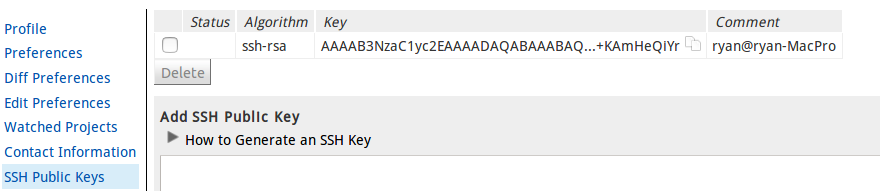 Profile
Preferences
Diff Preferences
Edit Preferences
Watched Projects
Contact Information
SSH Public Keys
Status Algorithm Key Comment
ssh-rsa AAAAB3NzaC1yc2EAAAADAQABAAABAQ...+KAmHeQiYr ryan@ryan-MacPro
Delete
Add SSH Public Key
How to Generate an SSH Key